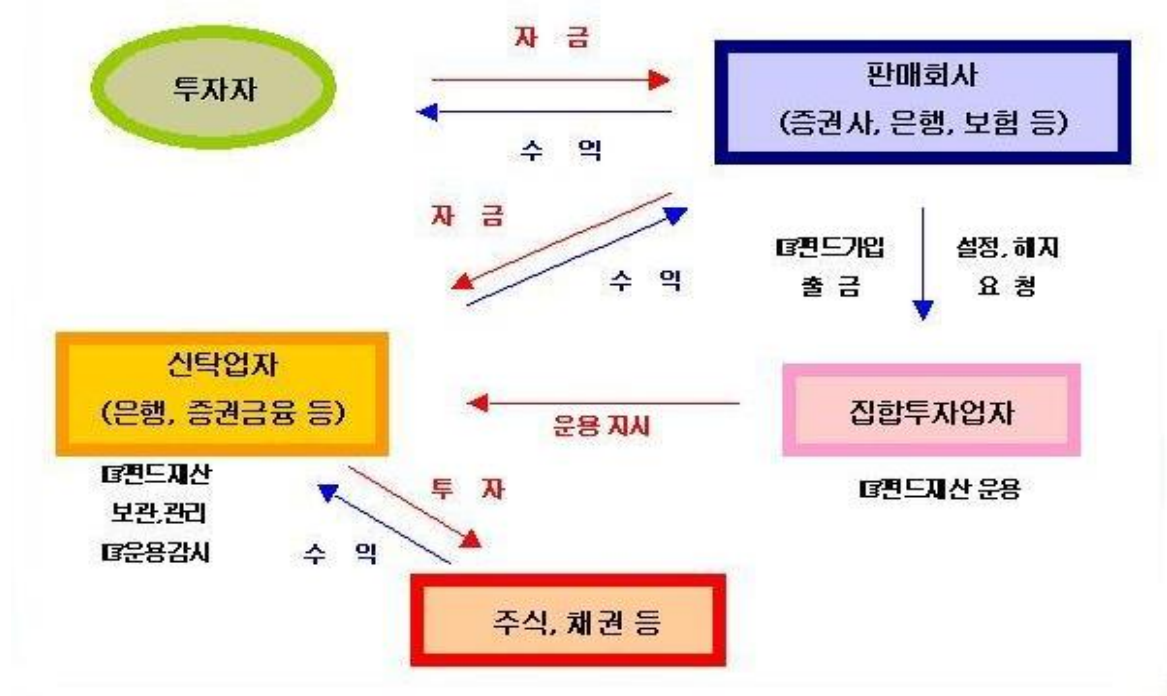 자 금
투자자
판매회사
(증권사, 은행, 보험 등)
수 익
자 금
수 익
☞펀드가입
출 금
설정, 해지
요 청
신탁업자
(은행, 증권금융 등)
운용 지시
집합투자업자
☞펀드재산
보관,관리
☞운용감시
투 자
수 익
☞펀드재산 운용
주식, 채권 등